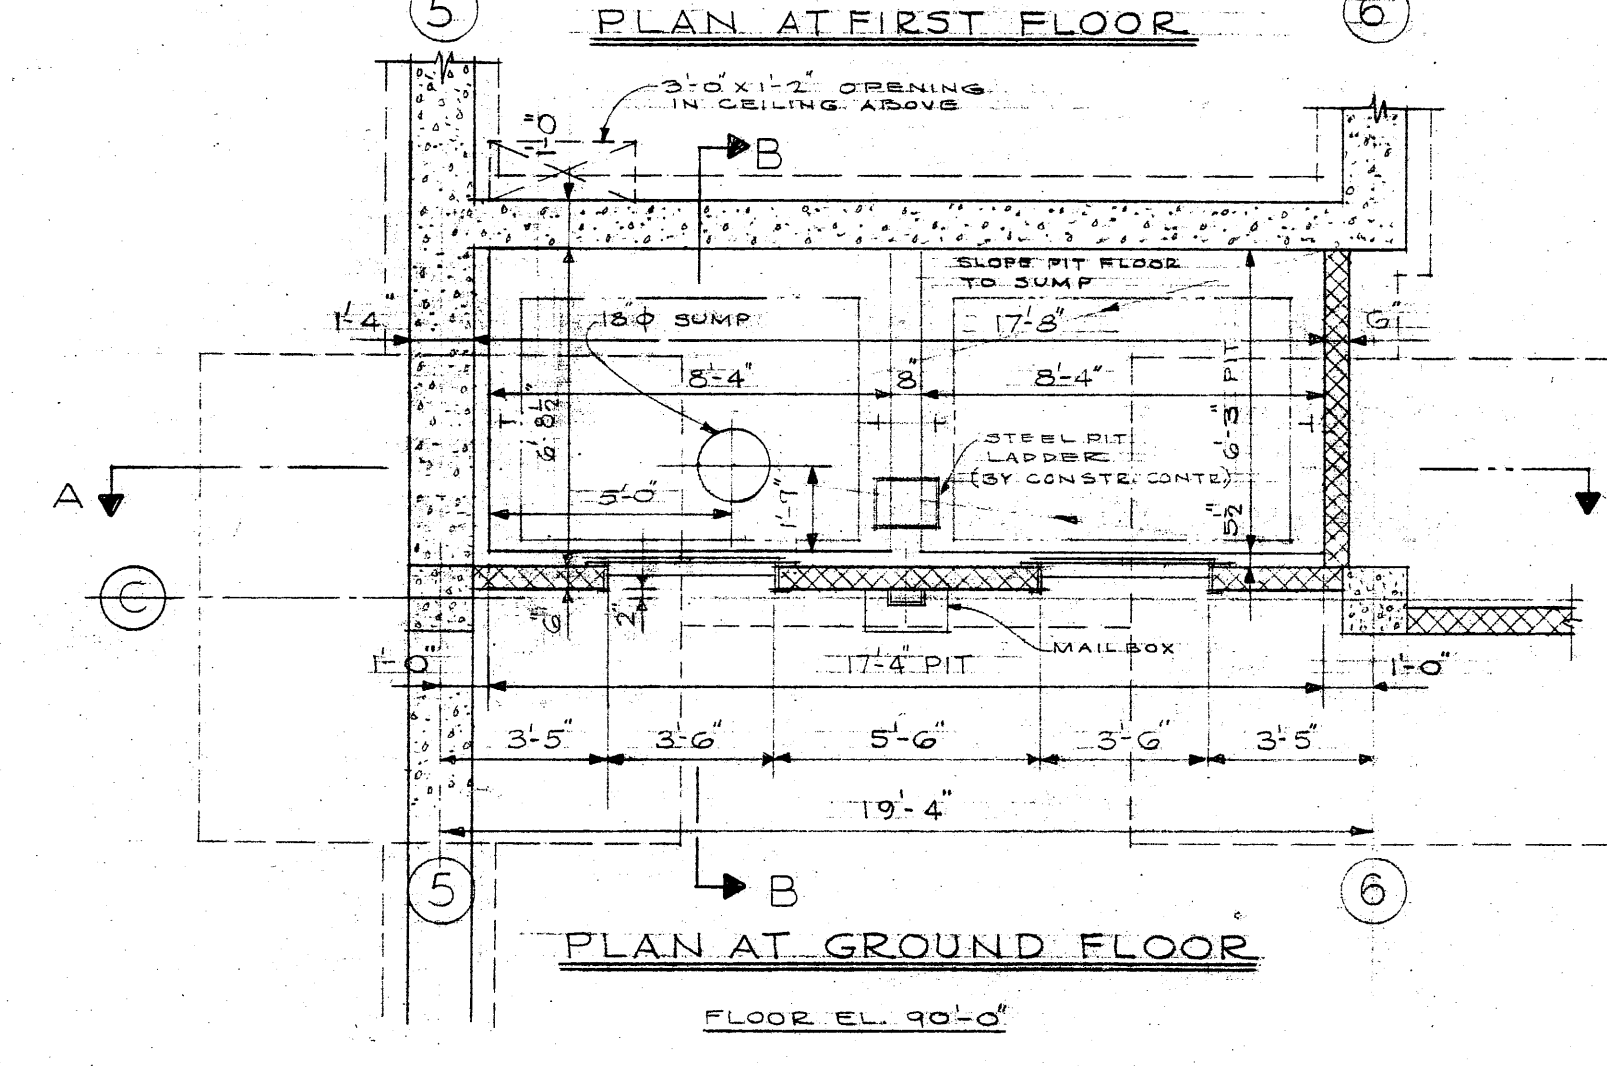 5
PLAN AT FIRST FLOOR
6
3'-0" X 1'-2" OPENING
IN CEILING ABOVE
1'-0"
B
SLOPE PIT FLOOR
TO SUMP
1'-4"
18"Φ SUMP
17'-8"
6"
8'-4"
8"
8'-4"
6'-8½"
6'-3" PIT
STEEL PIT
LADDER
(BY CONSTR. CONTR.)
A
5'-0"
1'-7"
5½"
C
6"
2"
MAILBOX
1'-0"
17'-4" PIT
1'-0"
3'-5"
3'-6"
5'-6"
3'-6"
3'-5"
19'-4"
5
B
6
PLAN AT GROUND FLOOR
FLOOR EL. 90'-0"